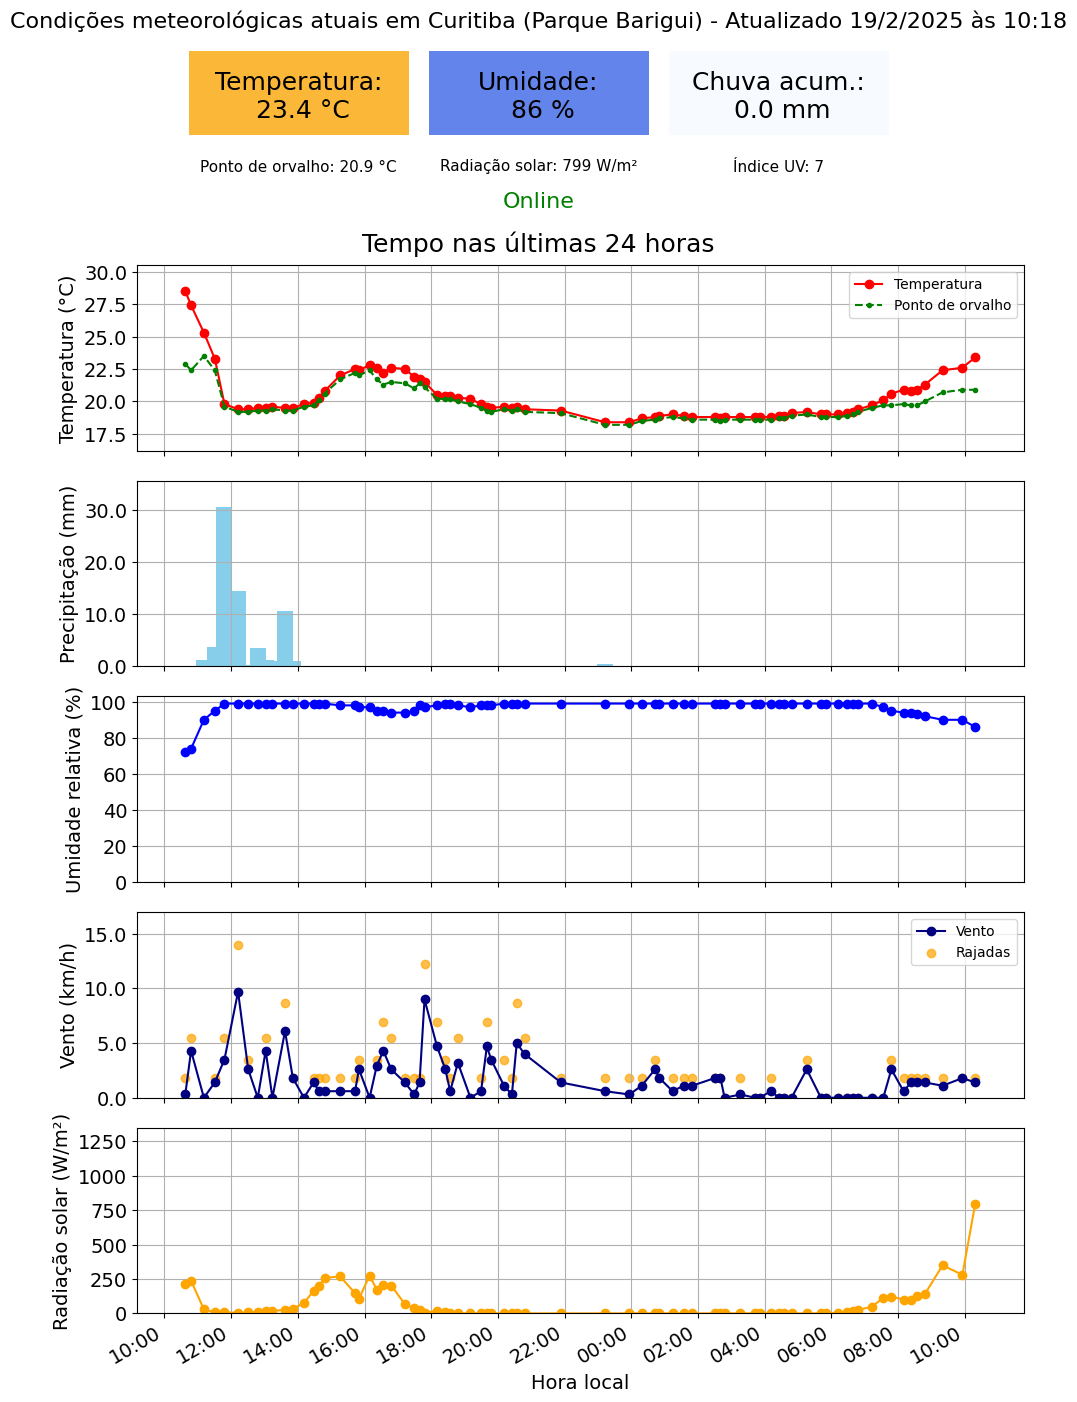 Condições meteorológicas atuais em Curitiba (Parque Barigui) - Atualizado 19/2/2025 às 10:18
Temperatura:
23.4 °C
Umidade:
86 %
Chuva acum.:
0.0 mm
Ponto de orvalho: 20.9 °C
Radiação solar: 799 W/m²
Índice UV: 7
Online
Tempo nas últimas 24 horas
Temperatura (°C)
30.0
27.5
25.0
22.5
20.0
17.5
Temperatura
Ponto de orvalho
Precipitação (mm)
30.0
20.0
10.0
0.0
Umidade relativa (%)
100
80
60
40
20
0
Vento (km/h)
15.0
10.0
5.0
0.0
Vento
Rajadas
Radiação solar (W/m²)
1250
1000
750
500
250
0
10:00
12:00
14:00
16:00
18:00
20:00
22:00
00:00
02:00
04:00
06:00
08:00
10:00
Hora local